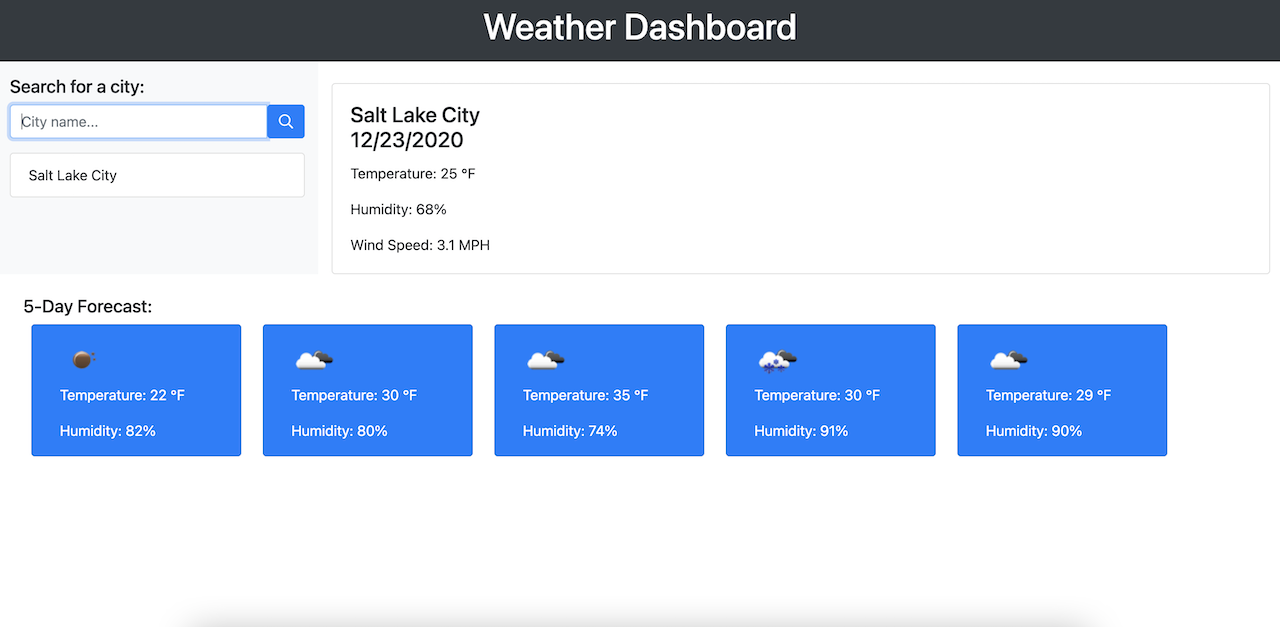 Weather Dashboard
Search for a city:
City name...
Salt Lake City
Salt Lake City
12/23/2020
Temperature: 25 °F
Humidity: 68%
Wind Speed: 3.1 MPH
5-Day Forecast:
Temperature: 22 °F
Humidity: 82%
Temperature: 30 °F
Humidity: 80%
Temperature: 35 °F
Humidity: 74%
Temperature: 30 °F
Humidity: 91%
Temperature: 29 °F
Humidity: 90%